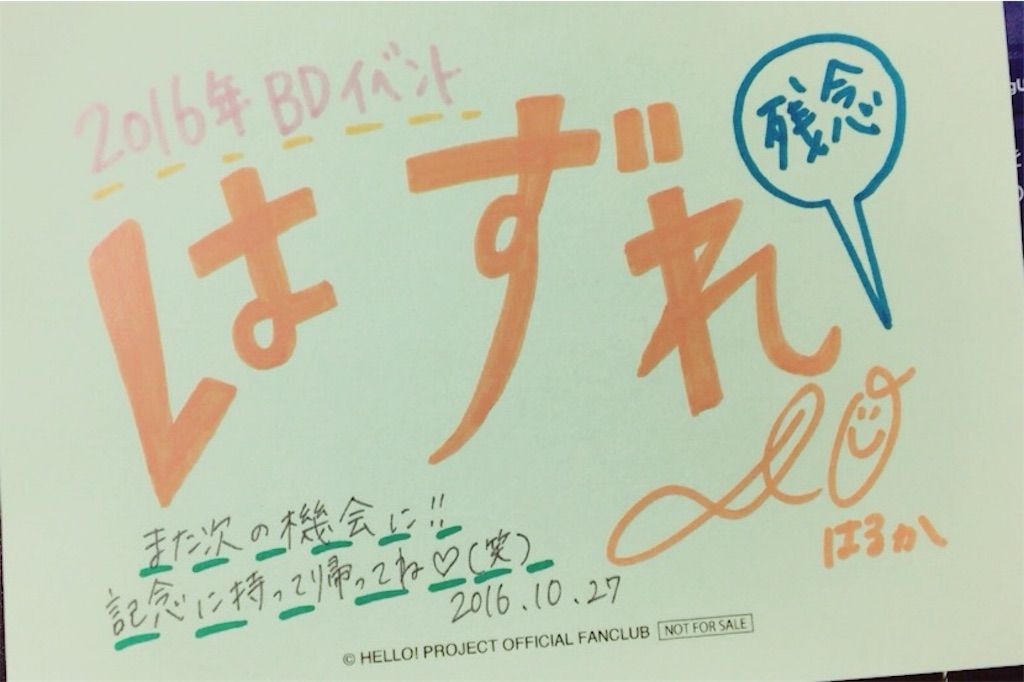 2016年 BDイベント
残念
はずれ
はるか
また次の機会に!!
記念に持って帰ってね♡(笑)
2016.10.27
© HELLO! PROJECT OFFICIAL FANCLUB NOT FOR SALE